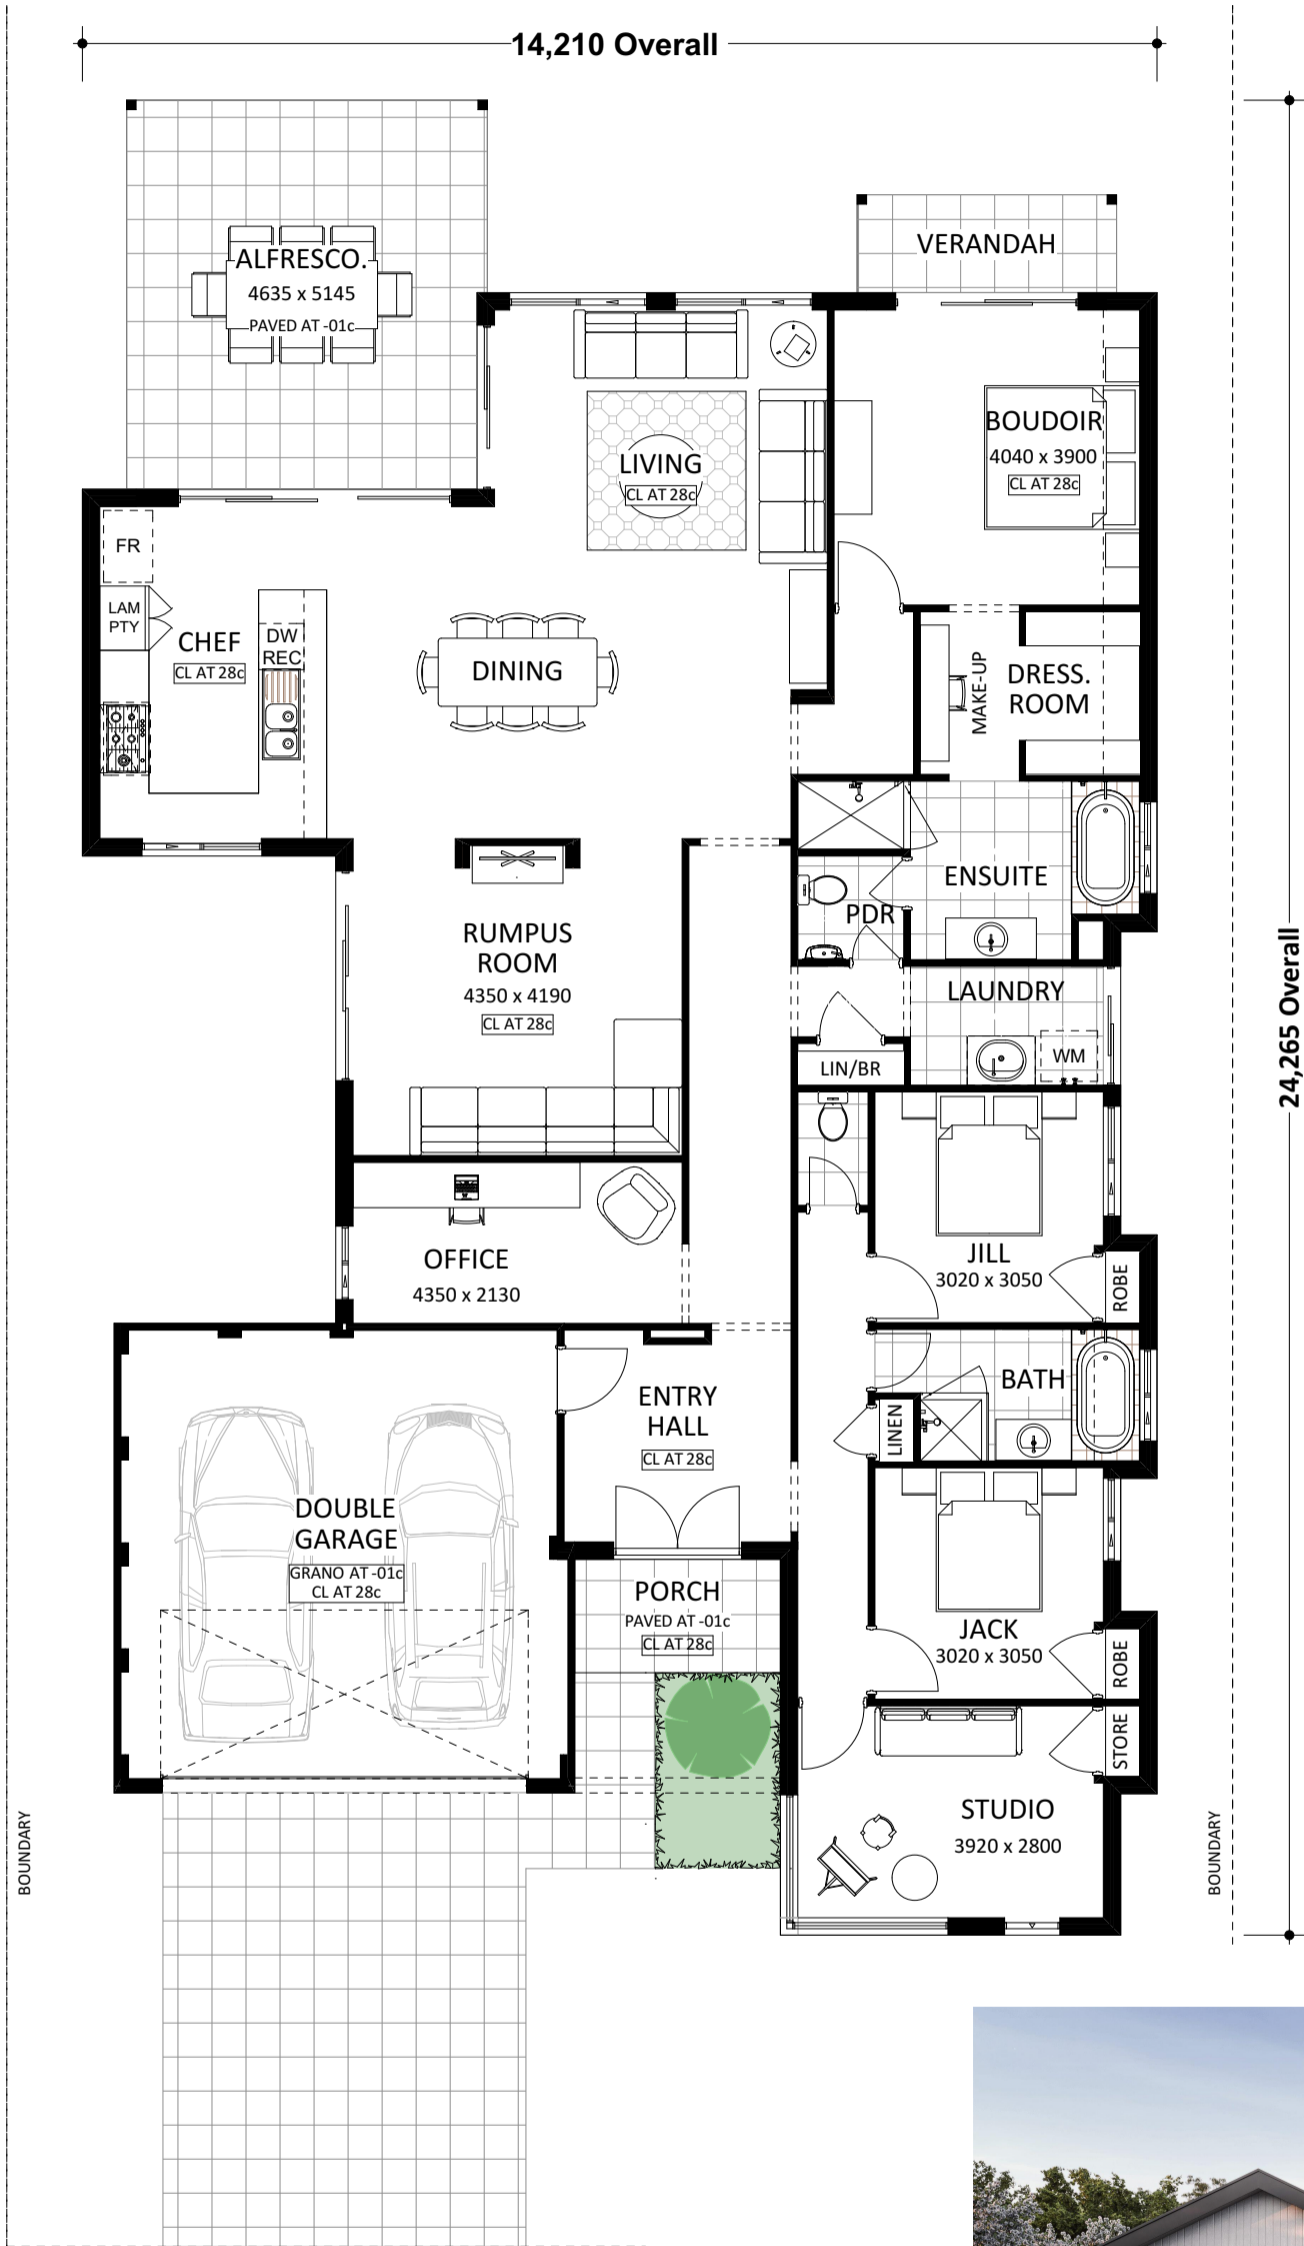 14,210 Overall
ALFRESCO.
4635 x 5145
PAVED AT -01c
VERANDAH
BOUDOIR
4040 x 3900
CL AT 28c
LIVING
CL AT 28c
FR
LAM
PTY
CHEF
CL AT 28c
DW
REC
DINING
MAKE-UP
DRESS.
ROOM
ENSUITE
PDR
RUMPUS
ROOM
4350 x 4190
CL AT 28c
LAUNDRY
WM
LIN/BR
24,265 Overall
OFFICE
4350 x 2130
JILL
3020 x 3050
ROBE
BATH
LINEN
ENTRY
HALL
CL AT 28c
DOUBLE
GARAGE
GRANO AT -01c
CL AT 28c
PORCH
PAVED AT -01c
CL AT 28c
JACK
3020 x 3050
ROBE
STORE
STUDIO
3920 x 2800
BOUNDARY
BOUNDARY